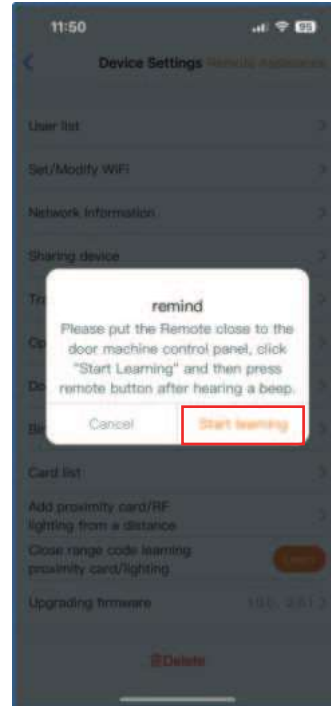 11:50
95
Device Settings Remote Assistance
User list
Set/Modify WiFi
Network Information
Sharing device
remind
Please put the Remote close to the
door machine control panel, click
"Start Learning" and then press
remote button after hearing a beep.
Cancel
Start learning
Card list
Add proximity card/RF
lighting from a distance
Close range code learning
proximity card/lighting
Upgrading firmware
Delete